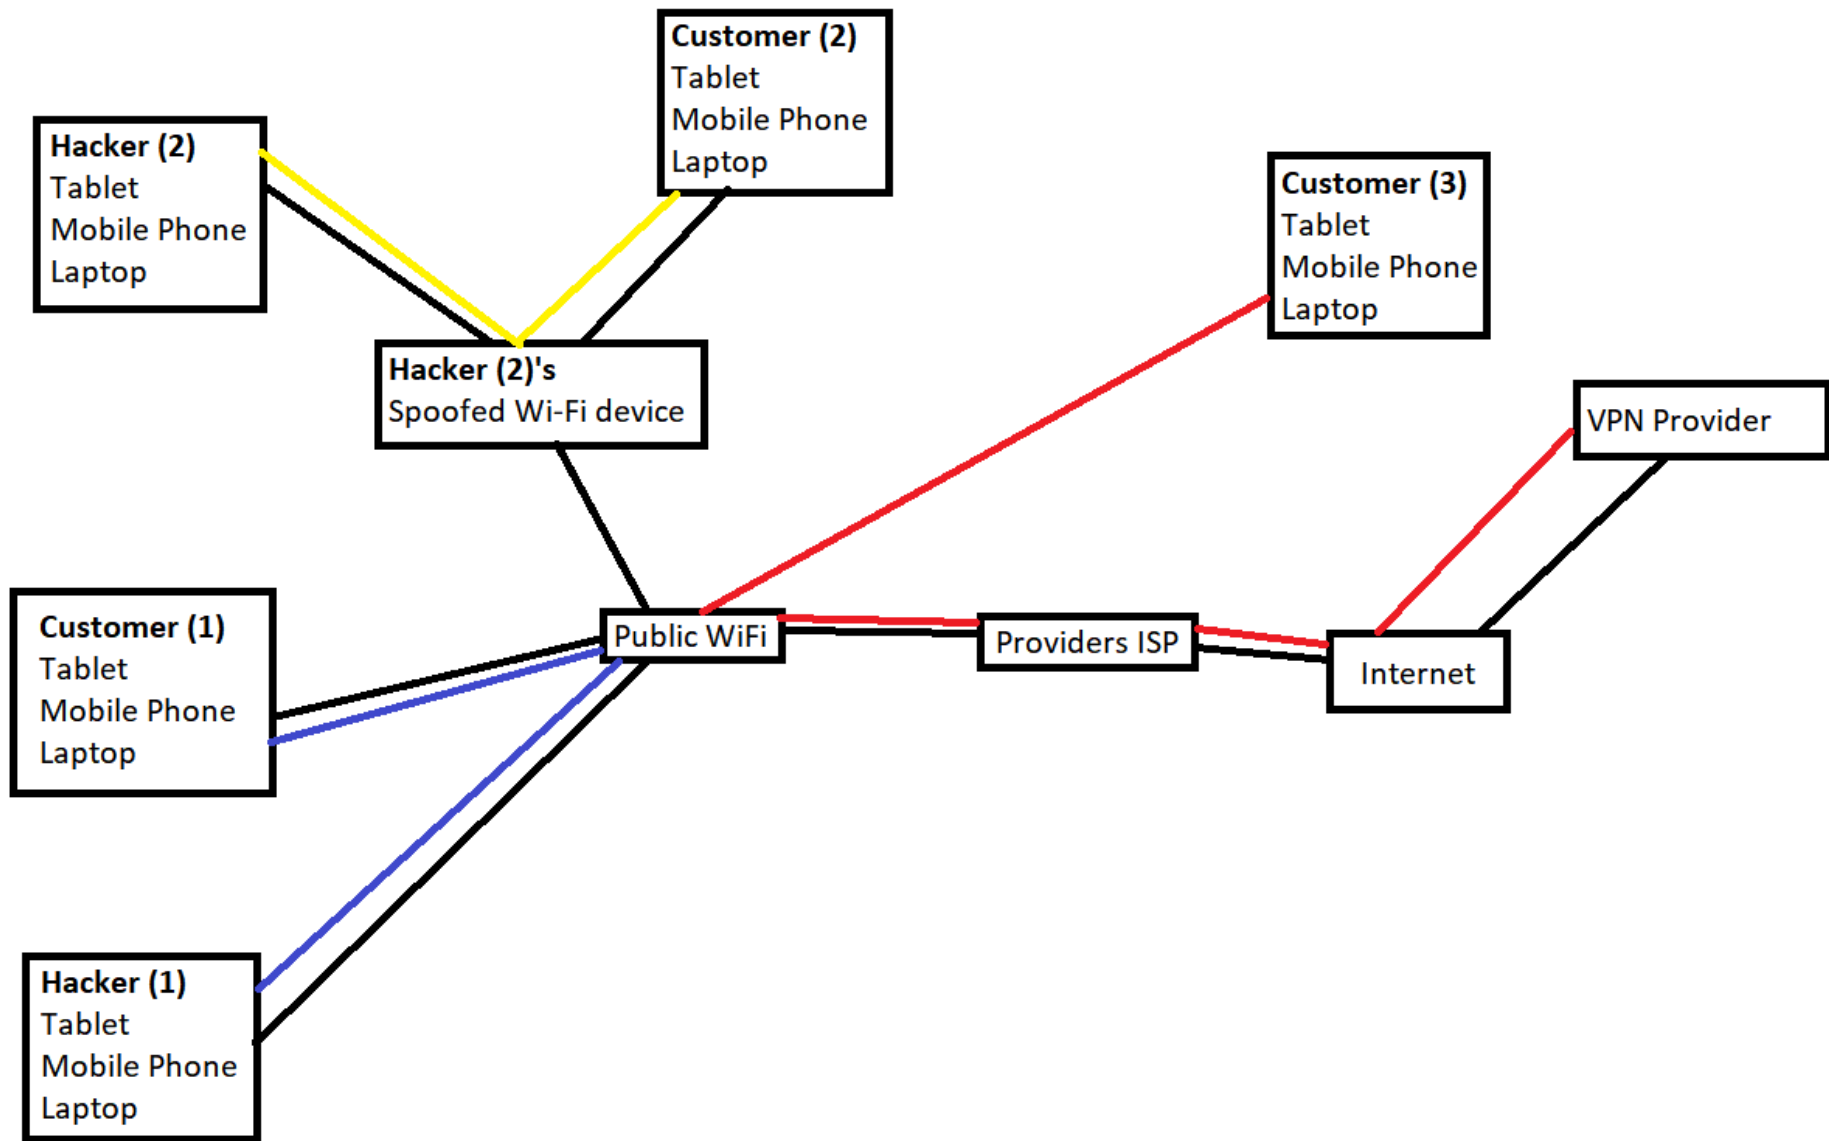 Customer (2)
Tablet
Mobile Phone
Laptop
Hacker (2)
Tablet
Mobile Phone
Laptop
Customer (3)
Tablet
Mobile Phone
Laptop
Hacker (2)'s
Spoofed Wi-Fi device
VPN Provider
Customer (1)
Tablet
Mobile Phone
Laptop
Public WiFi
Providers ISP
Internet
Hacker (1)
Tablet
Mobile Phone
Laptop